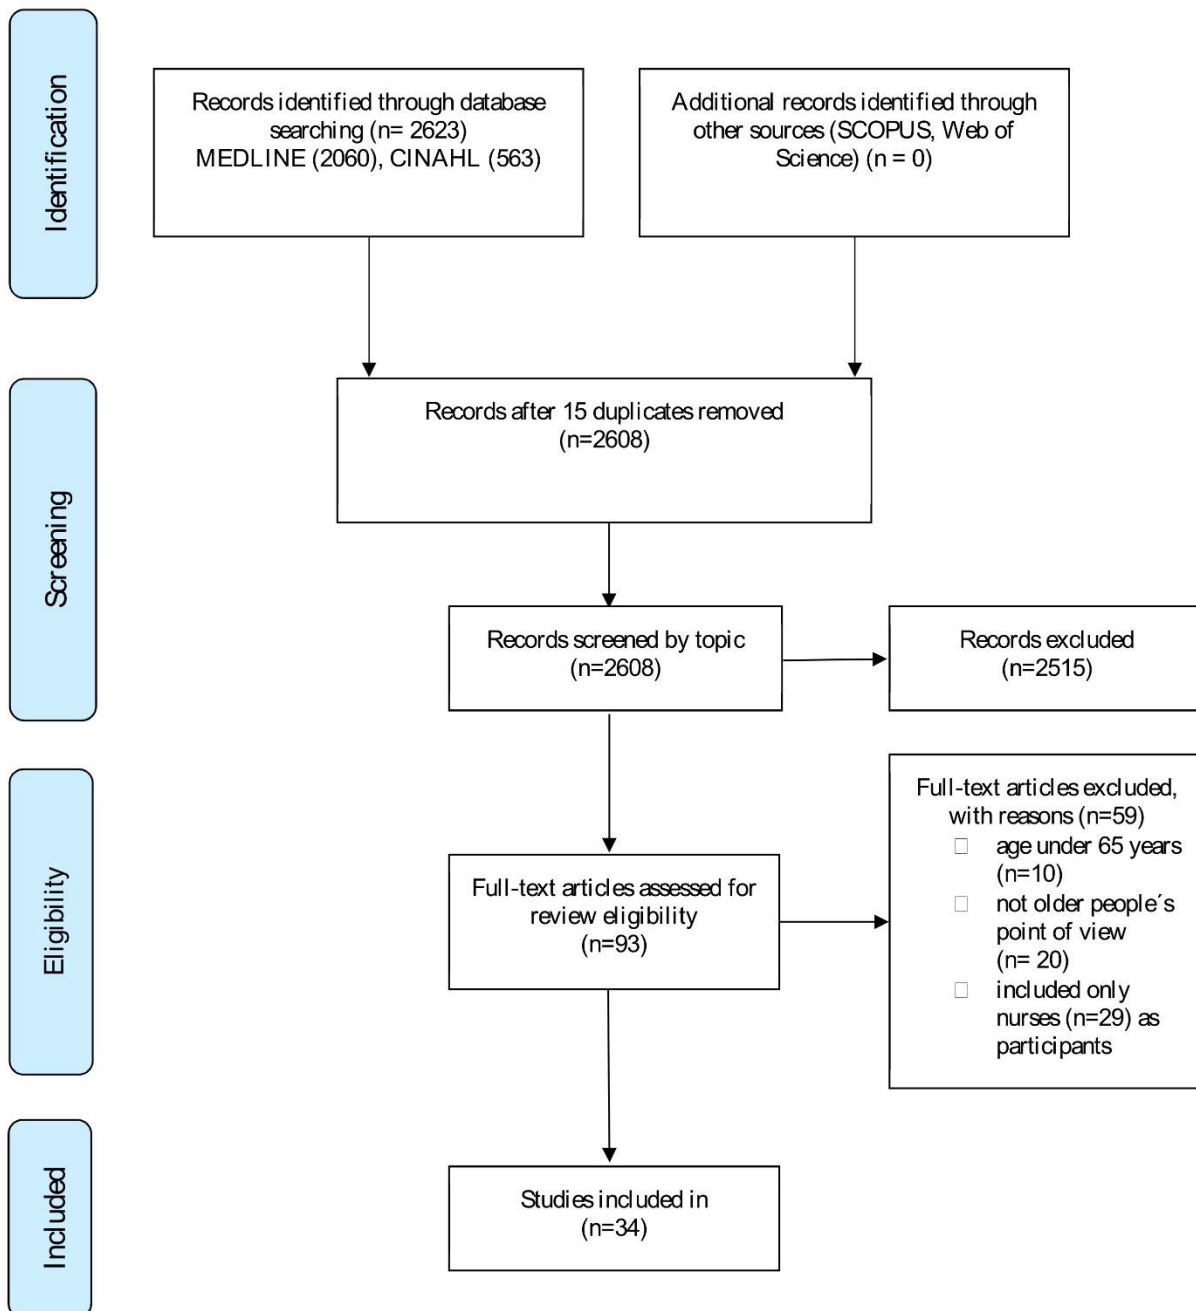 Identification
Records identified through database
searching (n= 2623)
MEDLINE (2060), CINAHL (563)
Additional records identified through
other sources (SCOPUS, Web of
Science) (n = 0)
Screening
Records after 15 duplicates removed
(n=2608)
Records screened by topic
(n=2608)
Records excluded
(n=2515)
Eligibility
Full-text articles assessed for
review eligibility
(n=93)
Full-text articles excluded,
with reasons (n=59)
□ age under 65 years
(n=10)
□ not older people´s
point of view
(n= 20)
□ included only
nurses (n=29) as
participants
Included
Studies included in
(n=34)